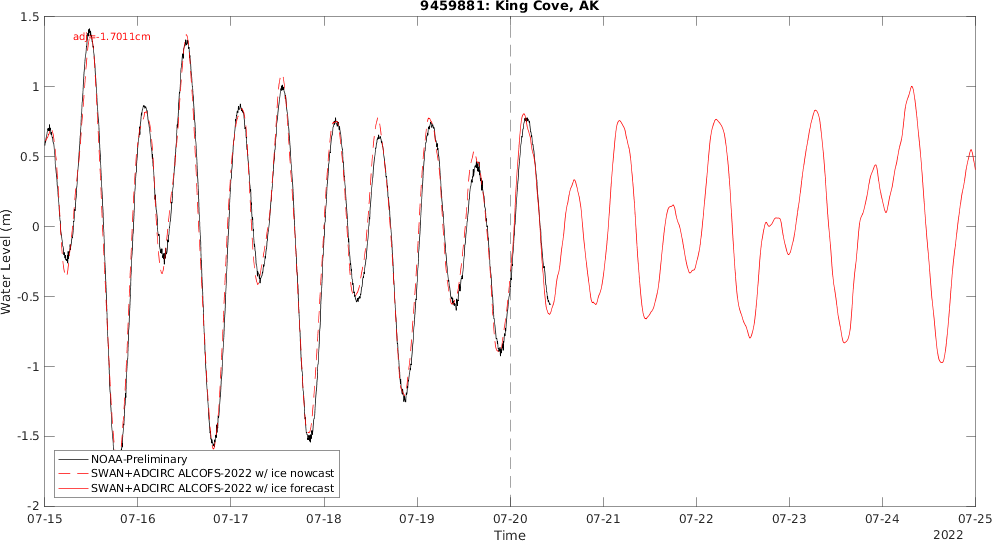 9459881: King Cove, AK
adj=-1.7011cm
Water Level (m)
1.5
1
0.5
0
-0.5
-1
-1.5
-2
NOAA-Preliminary
SWAN+ADCIRC ALCOFS-2022 w/ ice nowcast
SWAN+ADCIRC ALCOFS-2022 w/ ice forecast
07-15 07-16 07-17 07-18 07-19 07-20 07-21 07-22 07-23 07-24 07-25
Time
2022